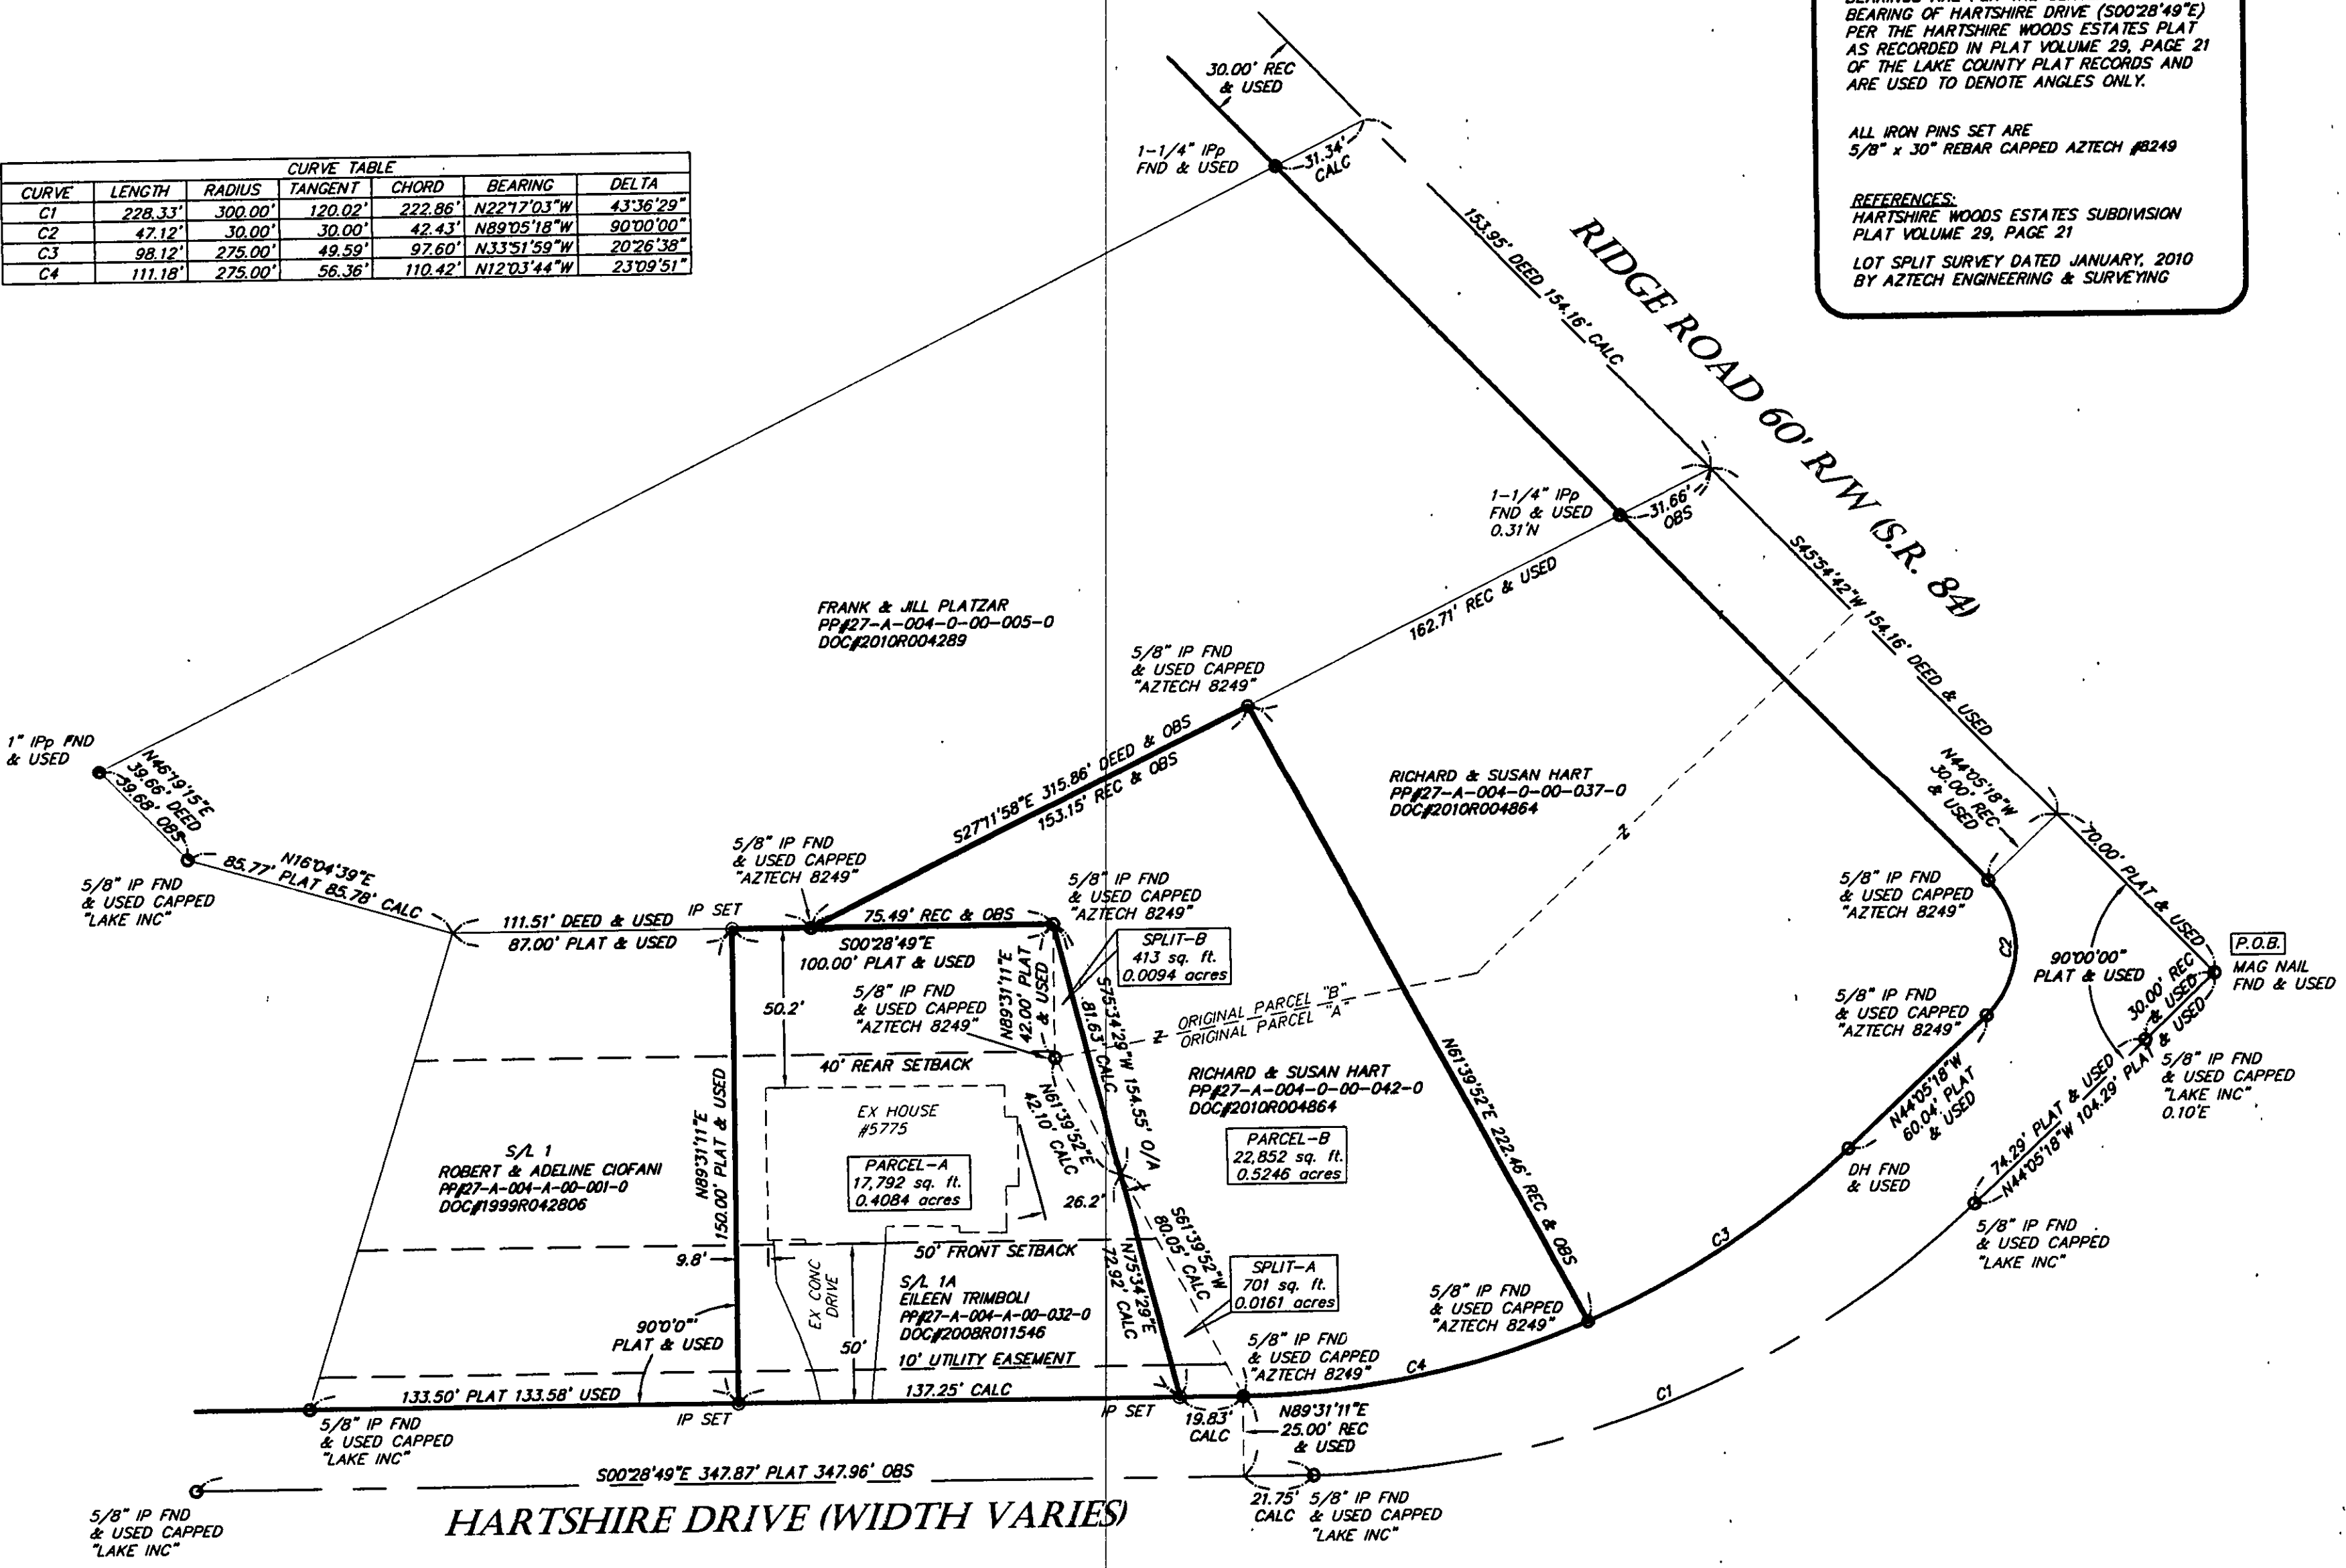 CURVE TABLE
CURVE LENGTH RADIUS TANGENT CHORD BEARING DELTA
C1 228.33' 300.00' 120.02' 222.86' N22°17'03"W 43°36'29"
C2 47.12' 30.00' 30.00' 42.43' N89°05'18"W 90°00'00"
C3 98.12' 275.00' 49.59' 97.60' N33°51'59"W 20°26'38"
C4 111.18' 275.00' 56.36' 110.42' N12°03'44"W 23°09'51"
BEARING OF HARTSHIRE DRIVE (S00°28'49"E)
PER THE HARTSHIRE WOODS ESTATES PLAT
AS RECORDED IN PLAT VOLUME 29, PAGE 21
OF THE LAKE COUNTY PLAT RECORDS AND
ARE USED TO DENOTE ANGLES ONLY.
ALL IRON PINS SET ARE
5/8" x 30" REBAR CAPPED AZTECH #8249
REFERENCES:
HARTSHIRE WOODS ESTATES SUBDIVISION
PLAT VOLUME 29, PAGE 21
LOT SPLIT SURVEY DATED JANUARY, 2010
BY AZTECH ENGINEERING & SURVEYING
30.00' REC
& USED
1-1/4" IPp
FND & USED
31.34'
CALC
153.95' DEED 154.16' CALC
RIDGE ROAD 60' R/W (S.R. 84)
1-1/4" IPp
FND & USED
0.31'N
31.66'
OBS
S45°54'42"W 154.16' DEED & USED
162.71' REC & USED
FRANK & JILL PLATZAR
PP#27-A-004-0-00-005-0
DOC#2010R004289
5/8" IP FND
& USED CAPPED
"AZTECH 8249"
1" IPp FND
& USED
N46°19'15"E
39.66' DEED
39.68' OBS
5/8" IP FND
& USED CAPPED
"LAKE INC"
N16°04'39"E
85.77' PLAT 85.78' CALC
S27°11'58"E 315.86' DEED & OBS
153.15' REC & OBS
RICHARD & SUSAN HART
PP#27-A-004-0-00-037-0
DOC#2010R004864
N44°05'18"W
30.00' REC
& USED
70.00' PLAT & USED
5/8" IP FND
& USED CAPPED
"AZTECH 8249"
5/8" IP FND
& USED CAPPED
"AZTECH 8249"
5/8" IP FND
& USED CAPPED
"AZTECH 8249"
C2
90°00'00"
PLAT & USED
P.O.B.
MAG NAIL
FND & USED
30.00' REC
& USED
IP SET
111.51' DEED & USED
87.00' PLAT & USED
75.49' REC & OBS
S00°28'49"E
100.00' PLAT & USED
SPLIT-B
413 sq. ft.
0.0094 acres
N89°31'11"E
42.00' PLAT
& USED
5/8" IP FND
& USED CAPPED
"AZTECH 8249"
50.2'
S75°34'29"W 154.55' O/A
81.63' CALC
Z
Z
ORIGINAL PARCEL "B"
ORIGINAL PARCEL "A"
5/8" IP FND
& USED CAPPED
"AZTECH 8249"
5/8" IP FND
& USED CAPPED
"LAKE INC"
0.10'E
N44°05'18"W
60.04' PLAT
& USED
74.29' PLAT & USED
N44°05'18"W 104.29' PLAT & USED
40' REAR SETBACK
EX HOUSE
#5775
N61°39'52"E
42.10' CALC
RICHARD & SUSAN HART
PP#27-A-004-0-00-042-0
DOC#2010R004864
PARCEL-B
22,852 sq. ft.
0.5246 acres
N61°39'52"E 222.46' REC & OBS
N89°31'11"E
150.00' PLAT & USED
S/L 1
ROBERT & ADELINE CIOFANI
PP#27-A-004-A-00-001-0
DOC#1999R042806
PARCEL-A
17,792 sq. ft.
0.4084 acres
26.2'
DH FND
& USED
5/8" IP FND
& USED CAPPED
"LAKE INC"
C3
S61°39'52"W
80.05' CALC
N75°34'29"E
72.92' CALC
50' FRONT SETBACK
9.8'
EX CONC
DRIVE
S/L 1A
EILEEN TRIMBOLI
PP#27-A-004-A-00-032-0
DOC#2008R011546
SPLIT-A
701 sq. ft.
0.0161 acres
5/8" IP FND
& USED CAPPED
"AZTECH 8249"
90°0'0"
PLAT & USED
50'
10' UTILITY EASEMENT
5/8" IP FND
& USED CAPPED
"AZTECH 8249"
C4
C1
133.50' PLAT 133.58' USED
137.25' CALC
IP SET
IP SET
5/8" IP FND
& USED CAPPED
"LAKE INC"
19.83'
CALC
N89°31'11"E
25.00' REC
& USED
S00°28'49"E 347.87' PLAT 347.96' OBS
21.75'
CALC
5/8" IP FND
& USED CAPPED
"LAKE INC"
5/8" IP FND
& USED CAPPED
"LAKE INC"
HARTSHIRE DRIVE (WIDTH VARIES)